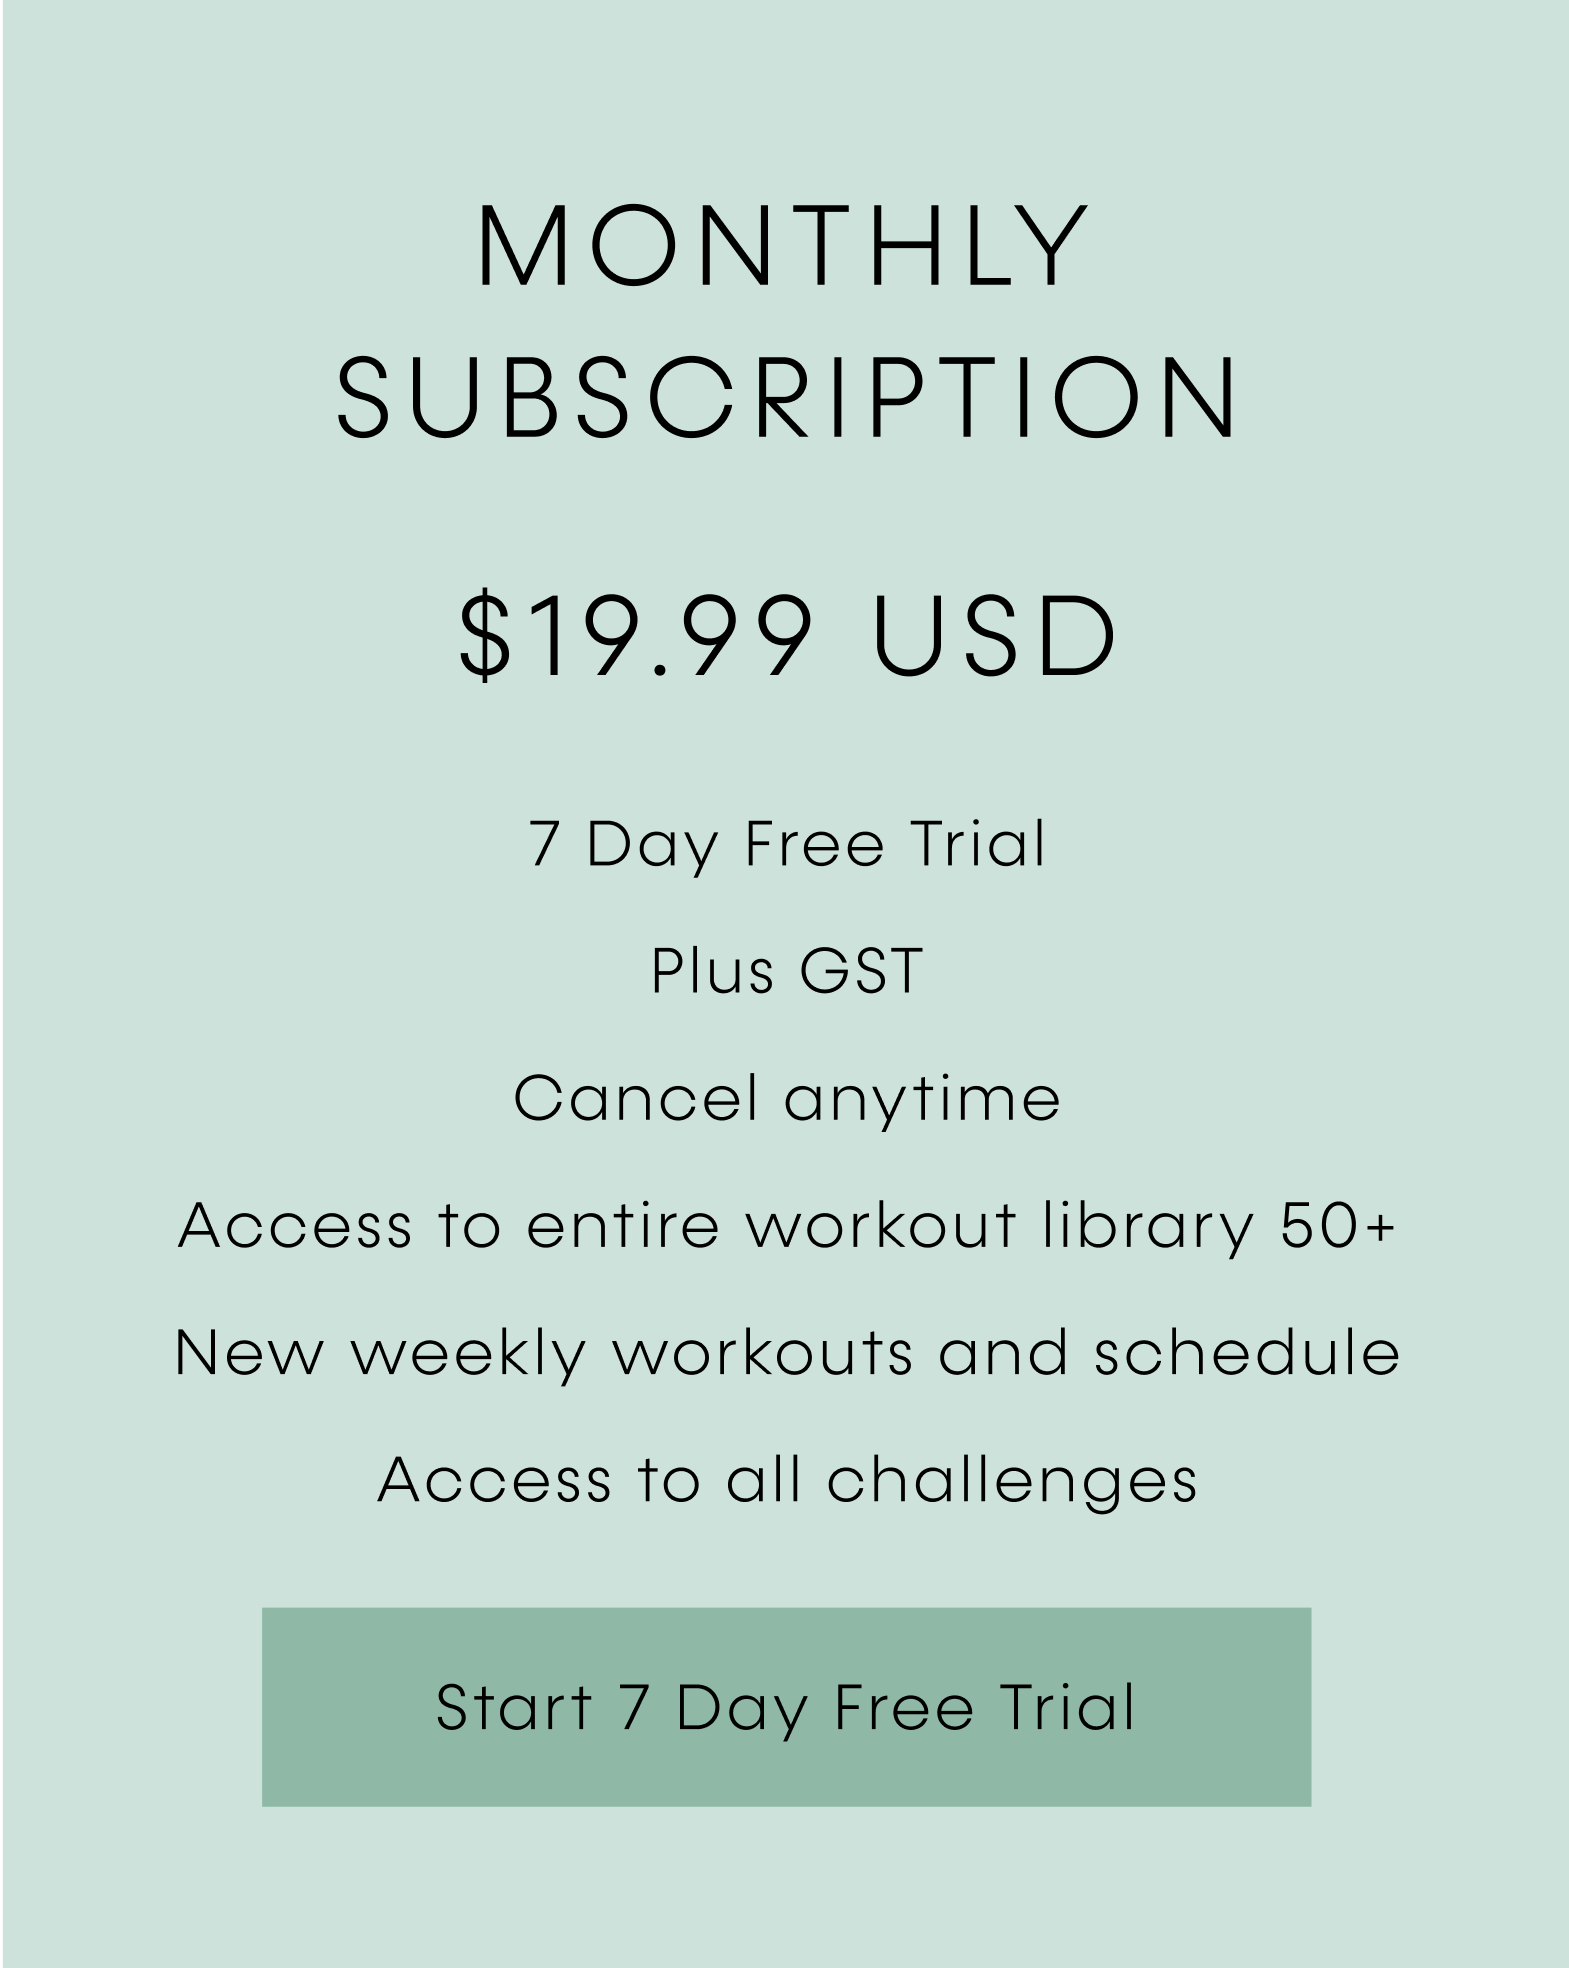 MONTHLY
SUBSCRIPTION
$19.99 USD
7 Day Free Trial
Plus GST
Cancel anytime
Access to entire workout library 50+
New weekly workouts and schedule
Access to all challenges
Start 7 Day Free Trial